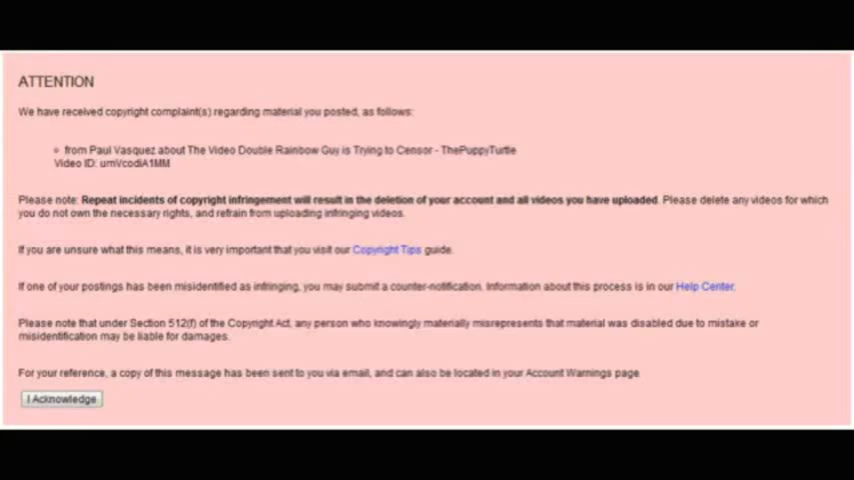 ATTENTION
We have received copyright complaint(s) regarding material you posted, as follows:
from Paul Vasquez about The Video Double Rainbow Guy is Trying to Censor - ThePuppyTurtle
Video ID: umVcodiA1MM
Please note: Repeat incidents of copyright infringement will result in the deletion of your account and all videos you have uploaded. Please delete any videos for which
you do not own the necessary rights, and refrain from uploading infringing videos.
If you are unsure what this means, it is very important that you visit our Copyright Tips guide.
If one of your postings has been misidentified as infringing, you may submit a counter-notification. Information about this process is in our Help Center.
Please note that under Section 512(f) of the Copyright Act, any person who knowingly materially misrepresents that material was disabled due to mistake or
misidentification may be liable for damages.
For your reference, a copy of this message has been sent to you via email, and can also be located in your Account Warnings page.
I Acknowledge